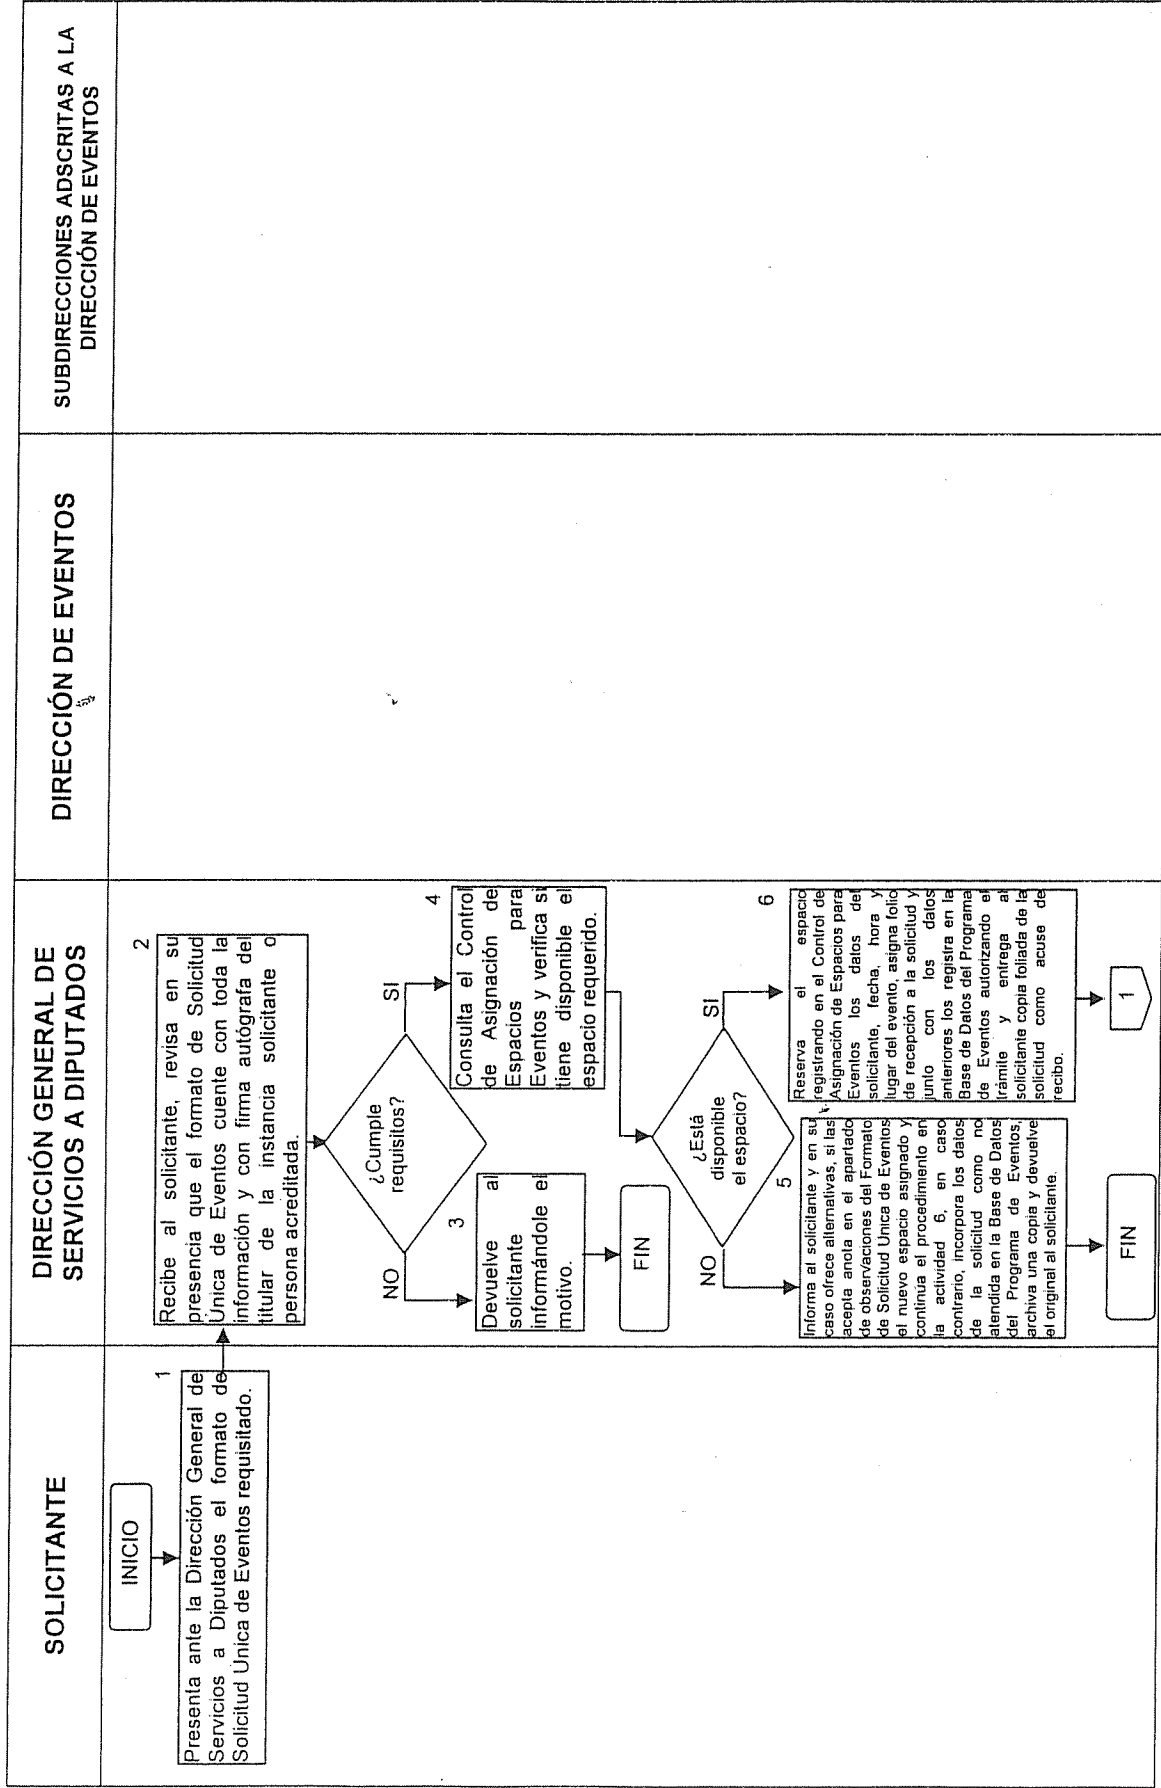 SOLICITANTE
DIRECCIÓN GENERAL DE
SERVICIOS A DIPUTADOS
DIRECCIÓN DE EVENTOS
SUBDIRECCIONES ADSCRITAS A LA
DIRECCIÓN DE EVENTOS
INICIO
1
Presenta ante la Dirección General de
Servicios a Diputados el formato de
Solicitud Unica de Eventos requisitado.
2
Recibe al solicitante, revisa en su
presencia que el formato de Solicitud
Única de Eventos cuente con toda la
información y con firma autógrafa del
titular de la instancia solicitante o
persona acreditada.
¿Cumple
requisitos?
NO
SI
3
Devuelve al
solicitante
informándole el
motivo.
FIN
4
Consulta el Control
de Asignación de
Espacios para
Eventos y verifica si
tiene disponible el
espacio requerido.
¿Está
disponible
el espacio?
NO
SI
5
Informa al solicitante y en su
caso ofrece alternativas, si las
acepta anota en el apartado
de observaciones del Formato
de Solicitud Unica de Eventos
el nuevo espacio asignado y
continúa el procedimiento en
la actividad 6, en caso
contrario, incorpora los datos
de la solicitud como no
atendida en la Base de Datos
del Programa de Eventos,
archiva una copia y devuelve
el original al solicitante.
FIN
6
Reserva el espacio
registrando en el Control de
Asignación de Espacios para
Eventos los datos del
solicitante, fecha, hora y
lugar del evento, asigna folio
de recepción a la solicitud y
junto con los datos
anteriores los registra en la
Base de Datos del Programa
de Eventos autorizando el
trámite y entrega al
solicitante copia foliada de la
solicitud como acuse de
recibo.
1